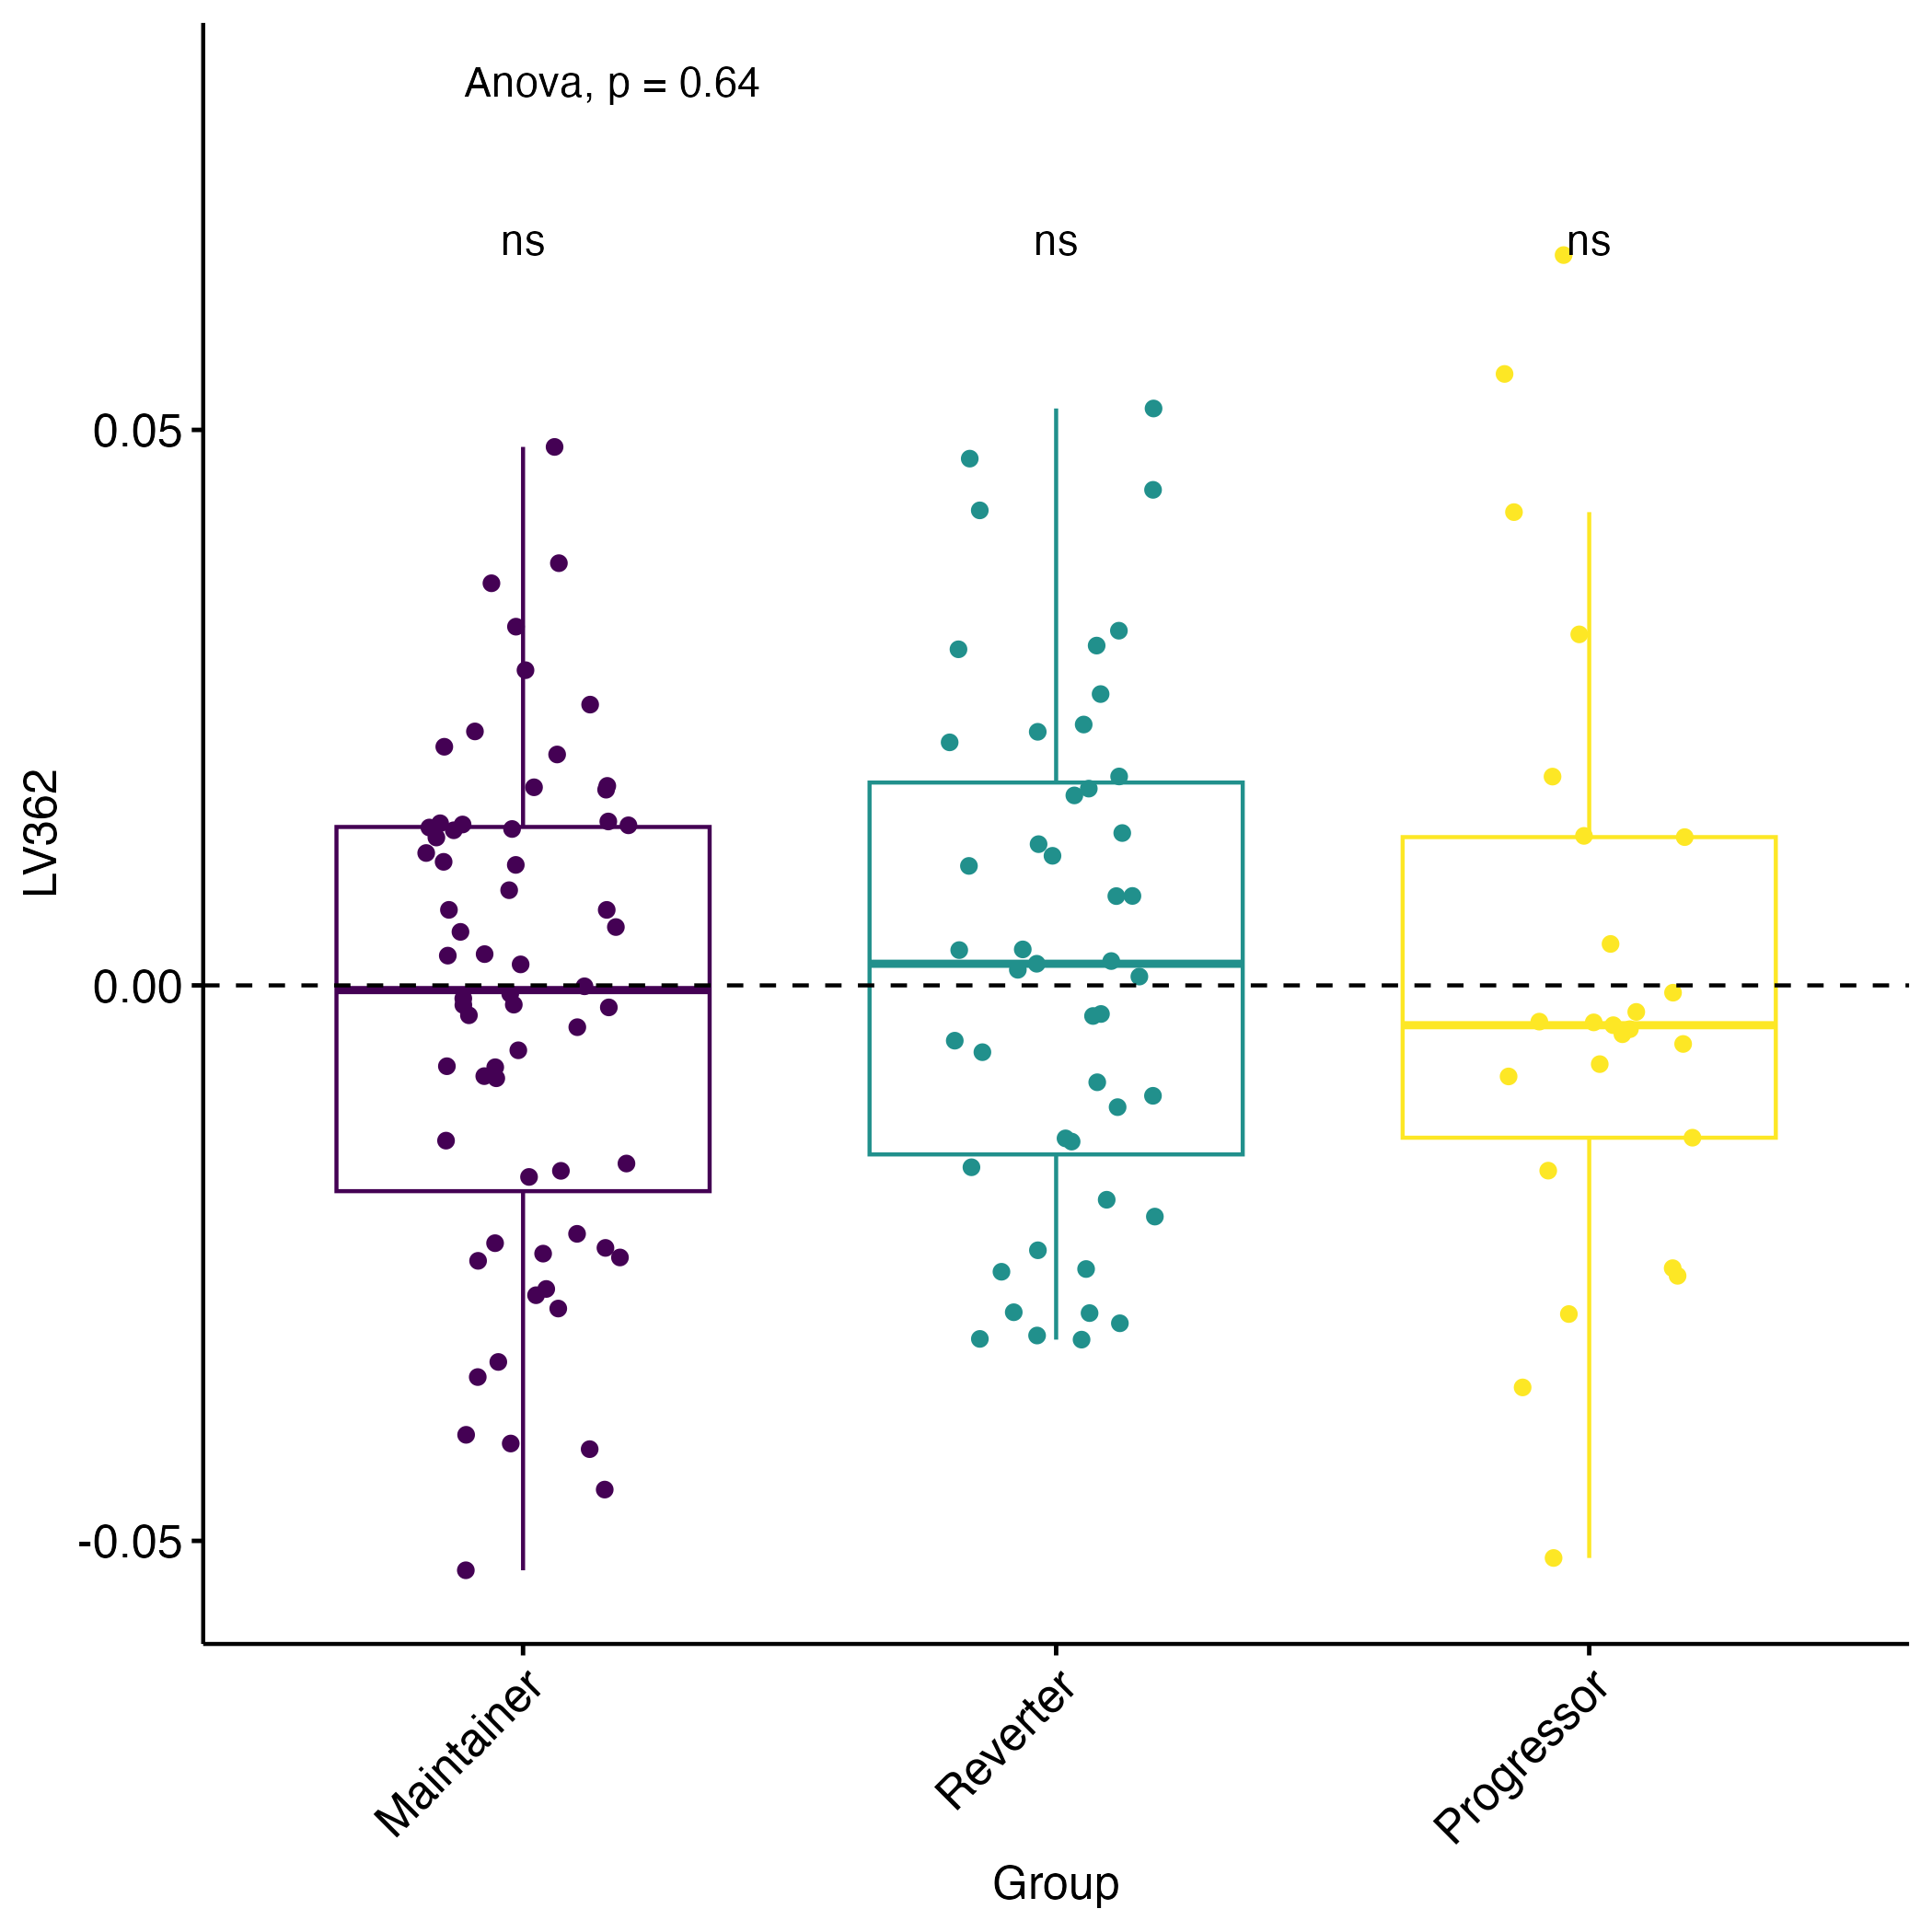 Anova, p = 0.64
ns ns ns
0.05
0.00
-0.05
LV362
Maintainer Reverter Progressor
Group